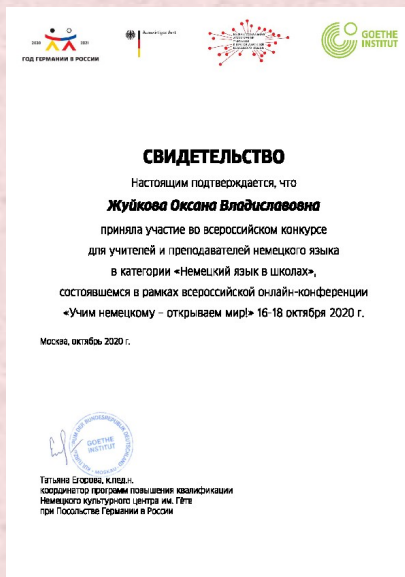 2020 2021
ГОД ГЕРМАНИИ В РОССИИ
GOETHE
INSTITUT
СВИДЕТЕЛЬСТВО
Настоящим подтверждается, что
Жуйкова Оксана Владиславовна
приняла участие во всероссийском конкурсе
для учителей и преподавателей немецкого языка
в категории «Немецкий язык в школах»,
состоявшемся в рамках всероссийской онлайн-конференции
«Учим немецкому – открываем мир!» 16-18 октября 2020 г.
Москва, октябрь 2020 г.
GOETHE
INSTITUT
Татьяна Егорова, к.пед.н.
координатор программ повышения квалификации
Немецкого культурного центра им. Гёте
при Посольстве Германии в России